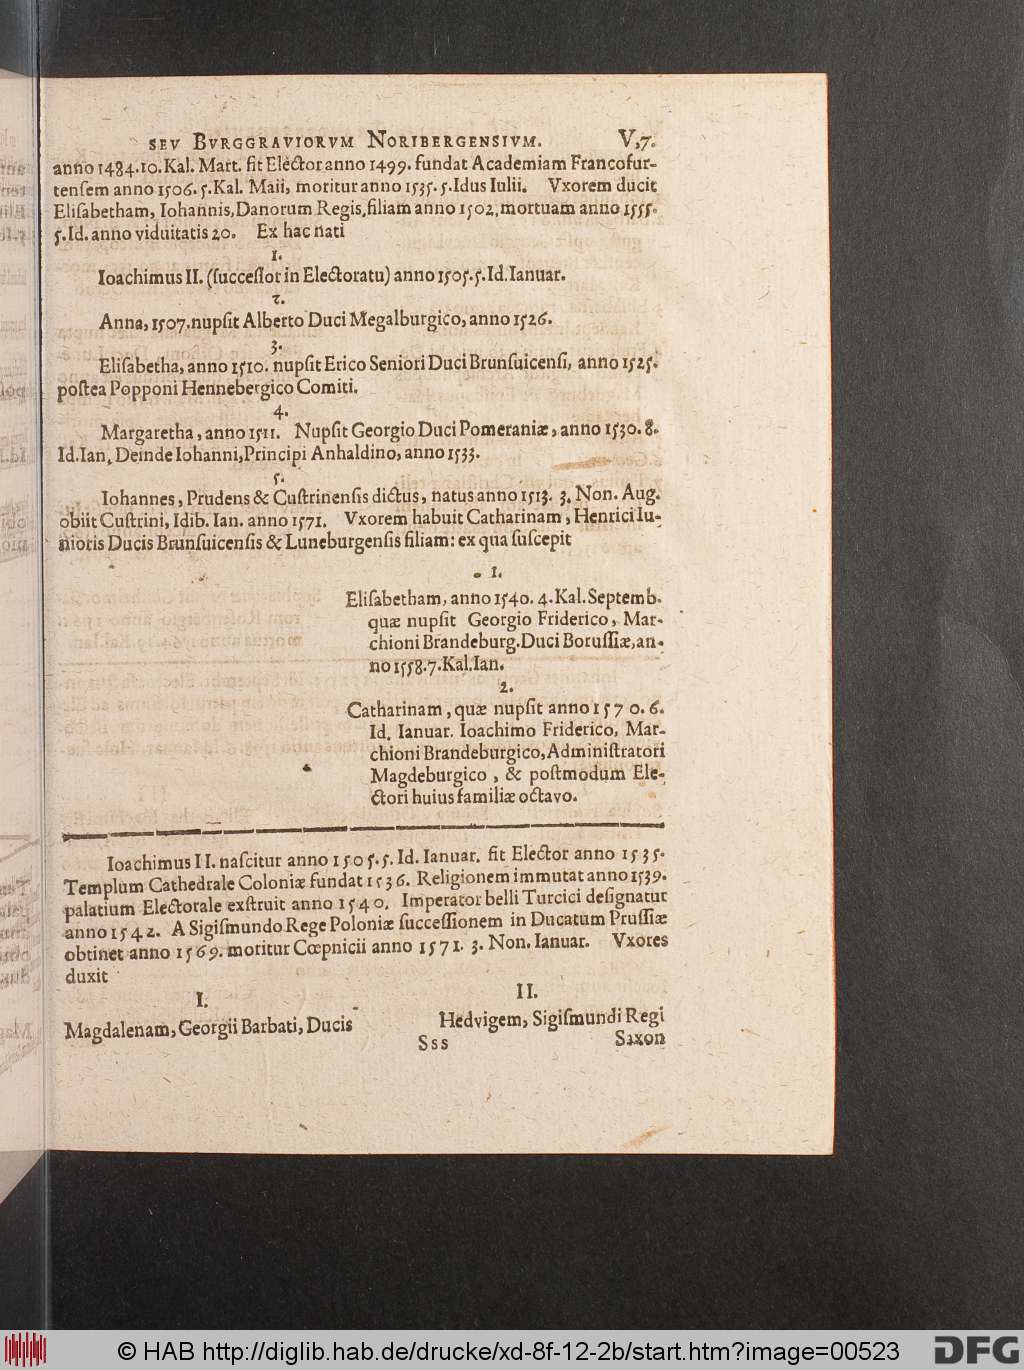 SEV BVRGGRAVIORVM NORIBERGENSIVM. V,7.
anno 1484. 10. Kal. Mart. fit Elector anno 1499. fundat Academiam Francofur-
tenſem anno 1506. 5. Kal. Maii, moritur anno 1535. 5. Idus Iulii. Vxorem ducit
Eliſabetham, Iohannis, Danorum Regis, filiam anno 1502, mortuam anno 1555.
5. Id. anno viduitatis 20. Ex hac nati
1.
Ioachimus II. (ſucceſſor in Electoratu) anno 1505. 5. Id. Ianuar.
2.
Anna, 1507. nupſit Alberto Duci Megalburgico, anno 1526.
3.
Eliſabetha, anno 1510. nupſit Erico Seniori Duci Brunſuicenſi, anno 1525.
poſtea Popponi Hennebergico Comiti.
4.
Margaretha, anno 1511. Nupſit Georgio Duci Pomeraniæ, anno 1530. 8.
Id. Ian, Deinde Iohanni, Principi Anhaldino, anno 1533.
5.
Iohannes, Prudens & Cuſtrinenſis dictus, natus anno 1513. 3. Non. Aug.
obiit Cuſtrini, Idib. Ian. anno 1571. Vxorem habuit Catharinam, Henrici Iu-
nioris Ducis Brunſuicenſis & Luneburgenſis filiam: ex qua ſuſcepit
1.
Eliſabetham, anno 1540. 4. Kal. Septemb.
quæ nupſit Georgio Friderico, Mar-
chioni Brandeburg. Duci Boruſſiæ, an-
no 1558. 7. Kal. Ian.
2.
Catharinam, quæ nupſit anno 1570. 6.
Id. Ianuar. Ioachimo Friderico, Mar-
chioni Brandeburgico, Adminiſtratori
Magdeburgico, & poſtmodum Ele-
ctori huius familiæ octavo.
Ioachimus II. naſcitur anno 1505. 5. Id. Ianuar. fit Elector anno 1535.
Templum Cathedrale Coloniæ fundat 1536. Religionem immutat anno 1539.
palatium Electorale exſtruit anno 1540. Imperator belli Turcici deſignatur
anno 1542. A Sigiſmundo Rege Poloniæ ſucceſſionem in Ducatum Pruſſiæ
obtinet anno 1569. moritur Cœpnicii anno 1571. 3. Non. Ianuar. Vxores
duxit
I. II.
Magdalenam, Georgii Barbati, Ducis Hedvigem, Sigiſmundi Regi
Sss Saxon
© HAB http://diglib.hab.de/drucke/xd-8f-12-2b/start.htm?image=00523
DFG